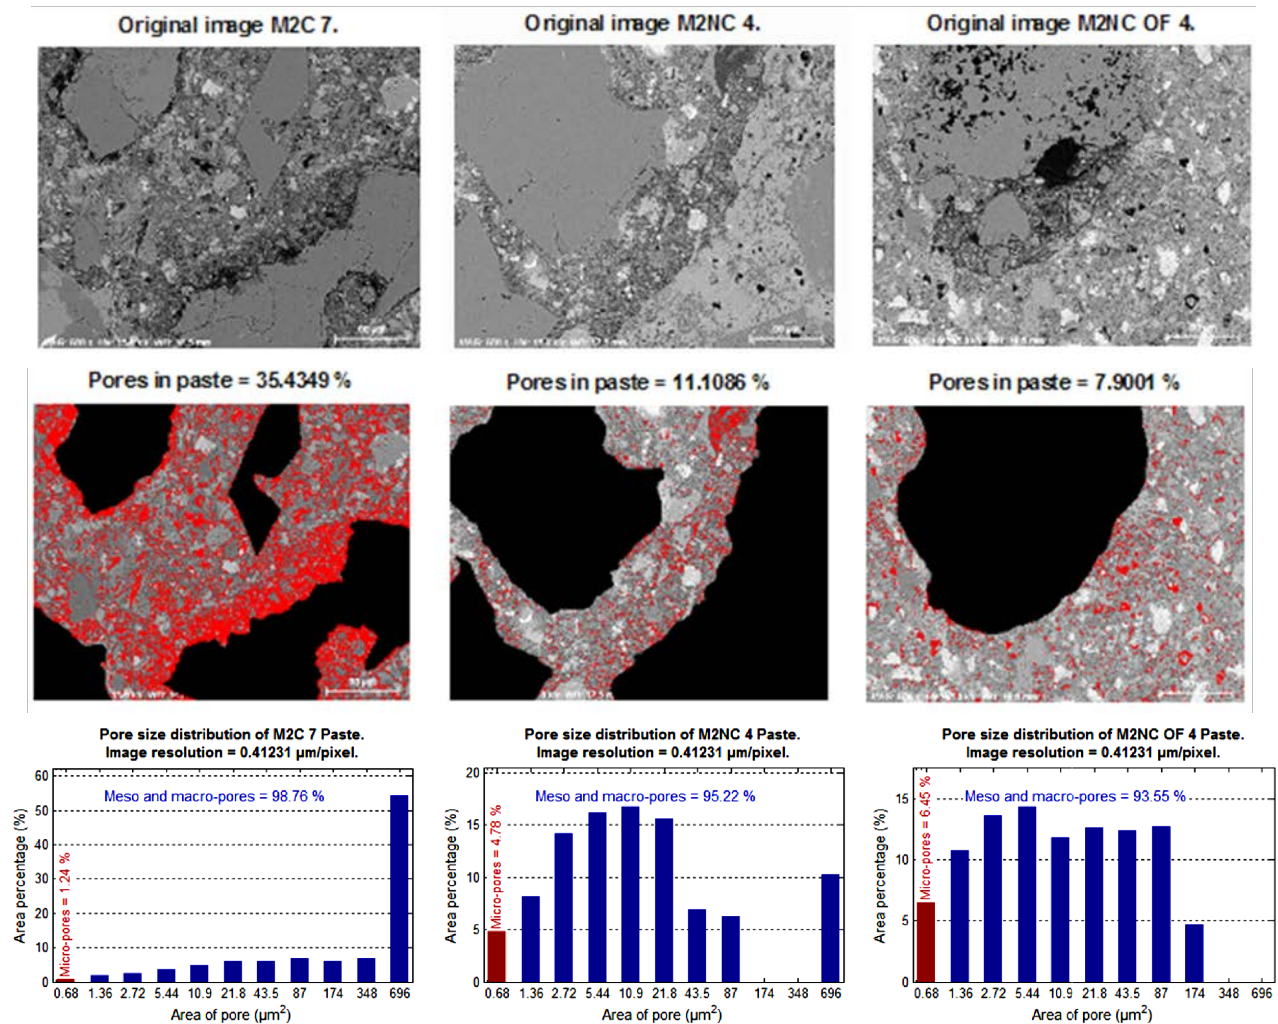 Original image M2C 7.
Original image M2NC 4.
Original image M2NC OF 4.
Pores in paste = 35.4349 %
Pores in paste = 11.1086 %
Pores in paste = 7.9001 %
Pore size distribution of M2C 7 Paste.
Image resolution = 0.41231 µm/pixel.
Area percentage (%)
60
50
40
30
20
10
0
Meso and macro-pores = 98.76 %
Micro-pores = 1.24 %
0.68 1.36 2.72 5.44 10.9 21.8 43.5 87 174 348 696
Area of pore (µm²)
Pore size distribution of M2NC 4 Paste.
Image resolution = 0.41231 µm/pixel.
Area percentage (%)
20
15
10
5
0
Meso and macro-pores = 95.22 %
Micro-pores = 4.78 %
0.68 1.36 2.72 5.44 10.9 21.8 43.5 87 174 348 696
Area of pore (µm²)
Pore size distribution of M2NC OF 4 Paste.
Image resolution = 0.41231 µm/pixel.
Area percentage (%)
15
10
5
0
Meso and macro-pores = 93.55 %
Micro-pores = 6.45 %
0.68 1.36 2.72 5.44 10.9 21.8 43.5 87 174 348 696
Area of pore (µm²)